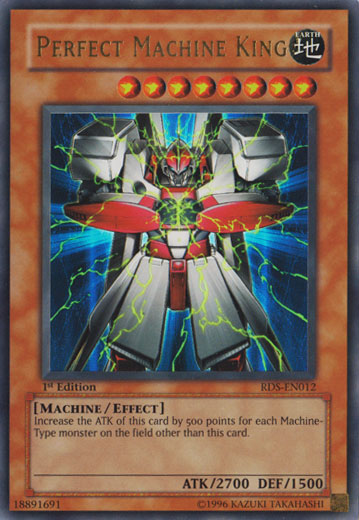 PERFECT MACHINE KING
EARTH
地
1st Edition
RDS-EN012
[MACHINE/EFFECT]
Increase the ATK of this card by 500 points for each Machine-
Type monster on the field other than this card.
ATK/2700 DEF/1500
18891691
©1996 KAZUKI TAKAHASHI